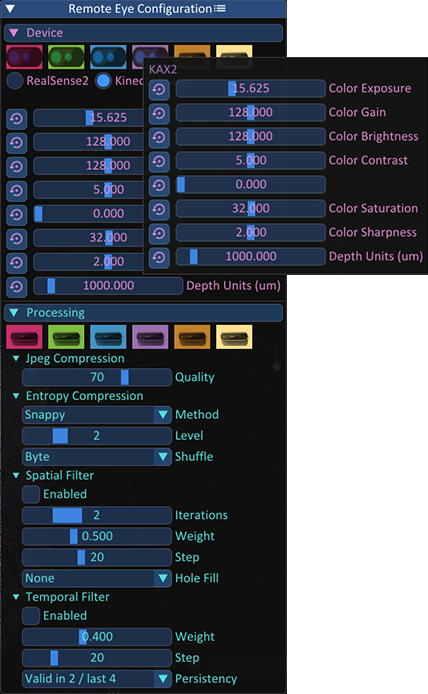 Remote Eye Configuration
Device
RealSense2 Kinec
15.625
128.000
128.000
5.000
0.000
32.000
2.000
1000.000 Depth Units (um)
KAX2
15.625 Color Exposure
128.000 Color Gain
128.000 Color Brightness
5.000 Color Contrast
0.000
32.000 Color Saturation
2.000 Color Sharpness
1000.000 Depth Units (um)
Processing
Jpeg Compression
70 Quality
Entropy Compression
Snappy Method
2 Level
Byte Shuffle
Spatial Filter
Enabled
2 Iterations
0.500 Weight
20 Step
None Hole Fill
Temporal Filter
Enabled
0.400 Weight
20 Step
Valid in 2 / last 4 Persistency